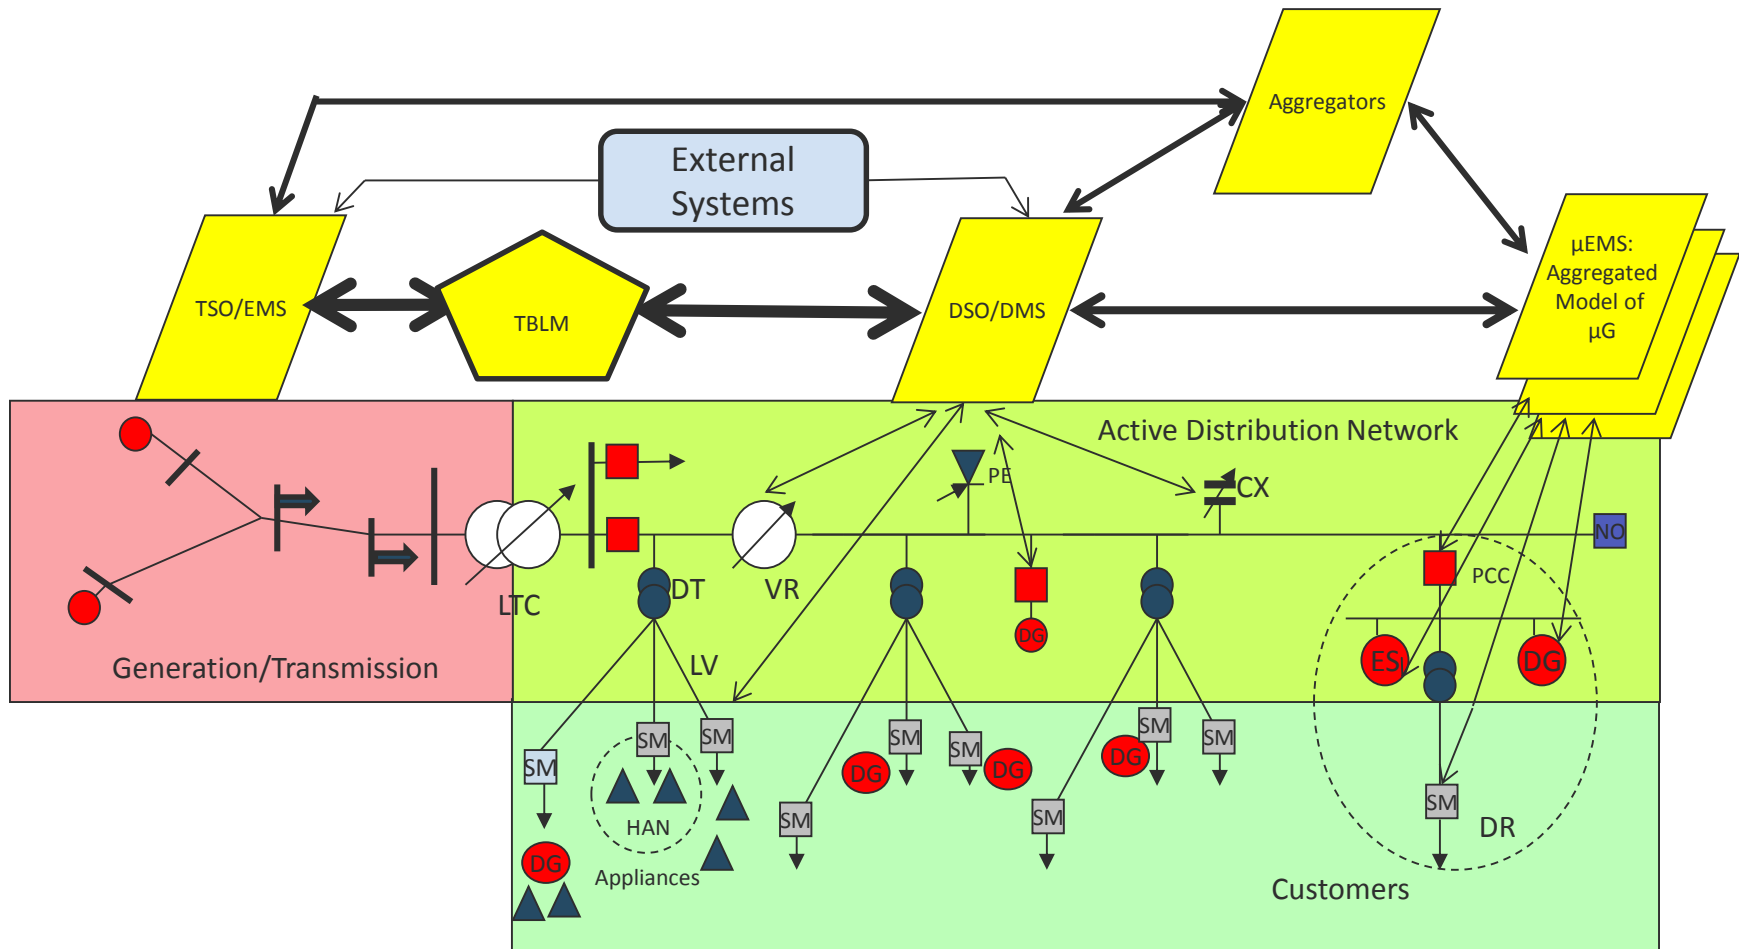 Aggregators
External
Systems
μEMS:
Aggregated
Model of
μG
TSO/EMS
TBLM
DSO/DMS
Active Distribution Network
PE
CX
NO
PCC
LTC
DT
VR
DG
ES
DG
Generation/Transmission
LV
SM
SM
SM
SM
SM
SM
SM
SM
DG
DG
DG
SM
SM
SM
HAN
DR
DG
Appliances
Customers